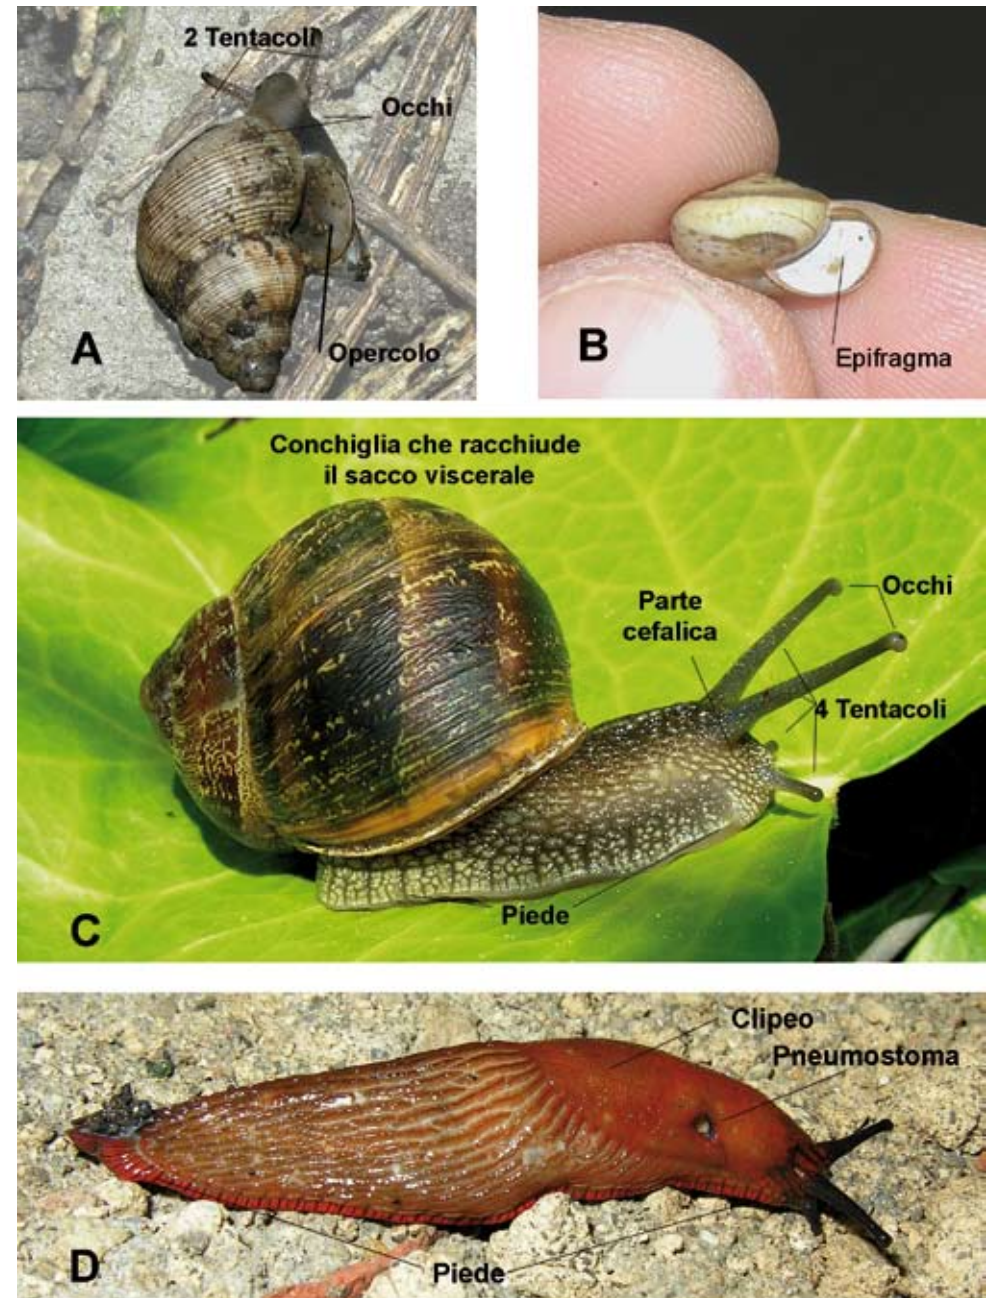 2 Tentacoli
Occhi
Opercolo
A
Epifragma
B
Conchiglia che racchiude
il sacco viscerale
Parte
cefalica
Occhi
4 Tentacoli
Piede
C
Clipeo
Pneumostoma
Piede
D